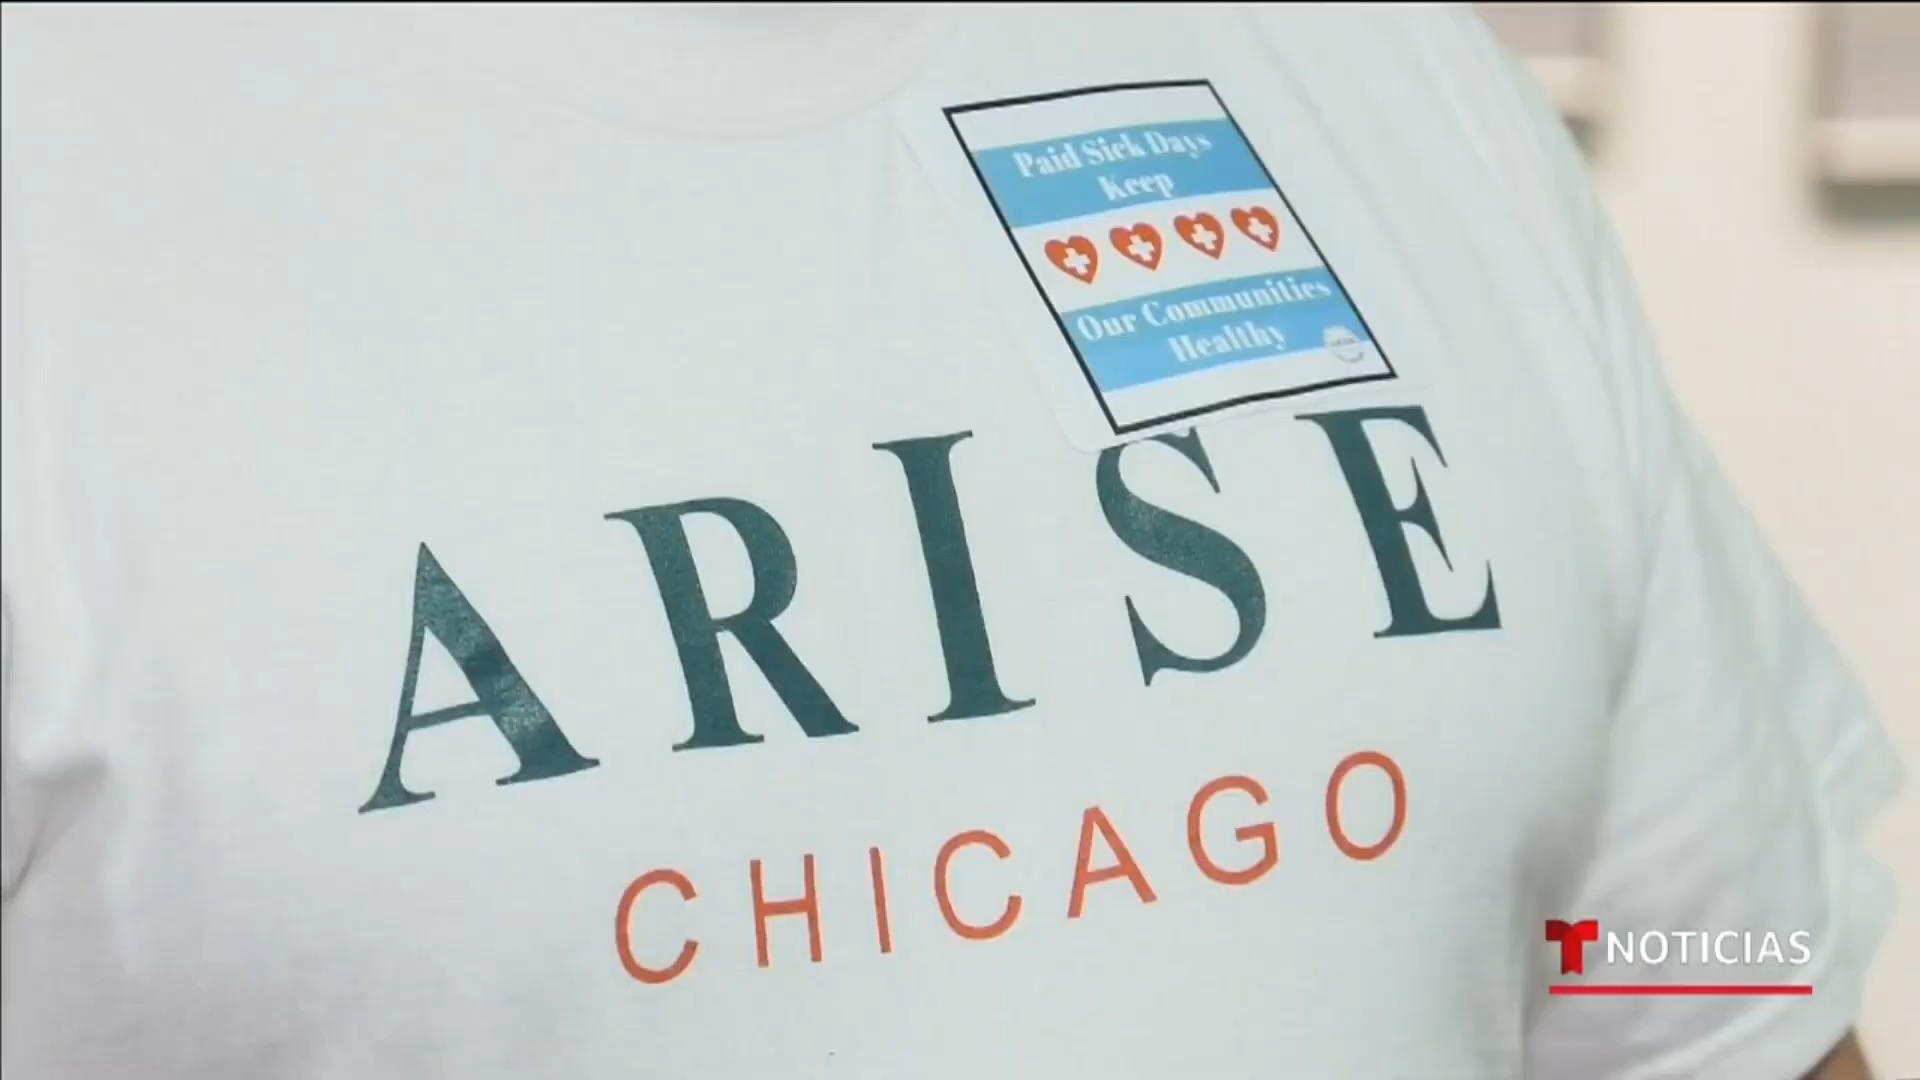 Paid Sick Days
Keep
Our Communities
Healthy
ARISE
CHICAGO
NOTICIAS